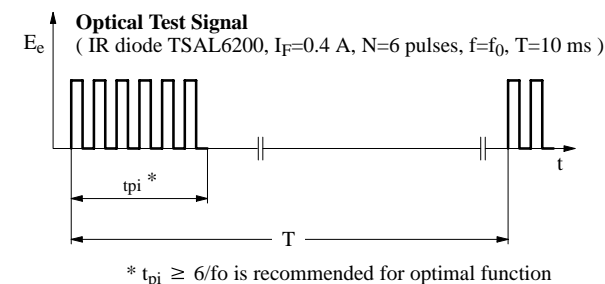 Optical Test Signal
Ee
( IR diode TSAL6200, IF=0.4 A, N=6 pulses, f=f0, T=10 ms )
t
tpi *
T
* tpi ≥ 6/fo is recommended for optimal function